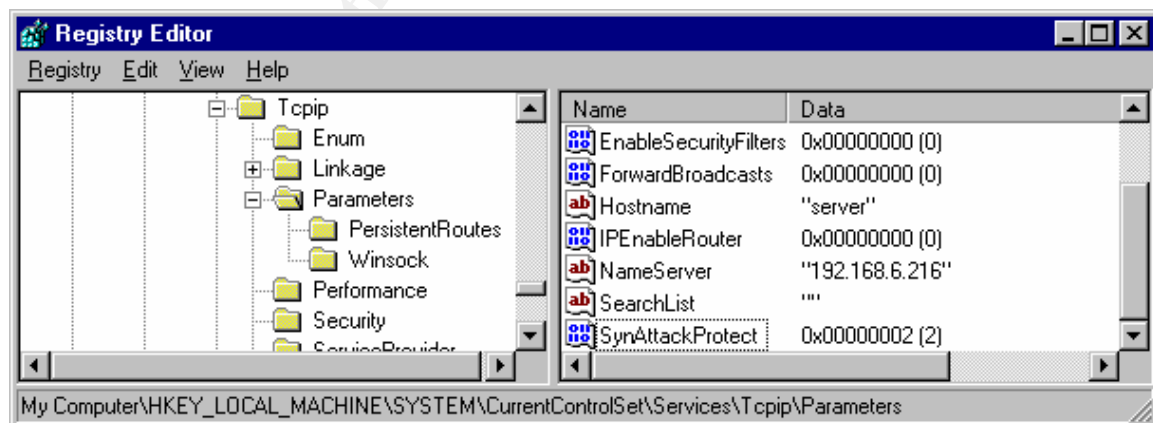 Registry Editor
Registry Edit View Help
Tcpip
Enum
Linkage
Parameters
PersistentRoutes
Winsock
Performance
Security
ServiceProvider
Name Data
EnableSecurityFilters 0x00000000 (0)
ForwardBroadcasts 0x00000000 (0)
Hostname "server"
IPEnableRouter 0x00000000 (0)
NameServer "192.168.6.216"
SearchList ""
SynAttackProtect 0x00000002 (2)
My Computer\HKEY_LOCAL_MACHINE\SYSTEM\CurrentControlSet\Services\Tcpip\Parameters